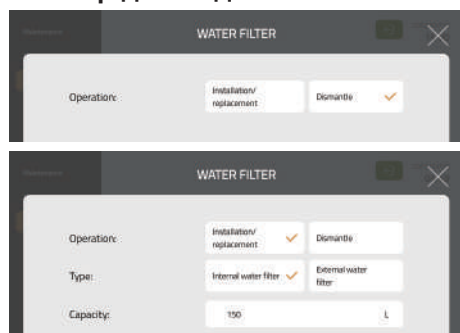 WATER FILTER
Operation:
Installation/
replacement
Dismantle
WATER FILTER
Operation:
Installation/
replacement
Dismantle
Type:
Internal water filter
External water
filter
Capacity:
150
L